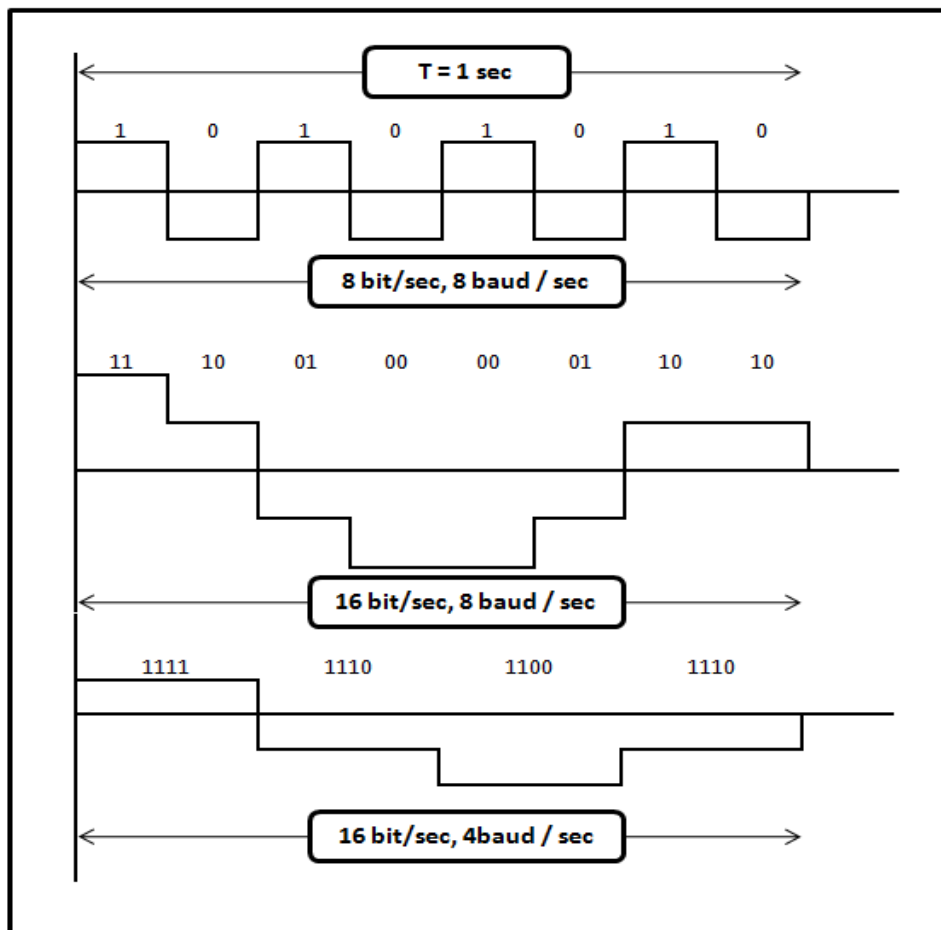 T = 1 sec
1 0 1 0 1 0 1 0
8 bit/sec, 8 baud / sec
11 10 01 00 00 01 10 10
16 bit/sec, 8 baud / sec
1111 1110 1100 1110
16 bit/sec, 4baud / sec